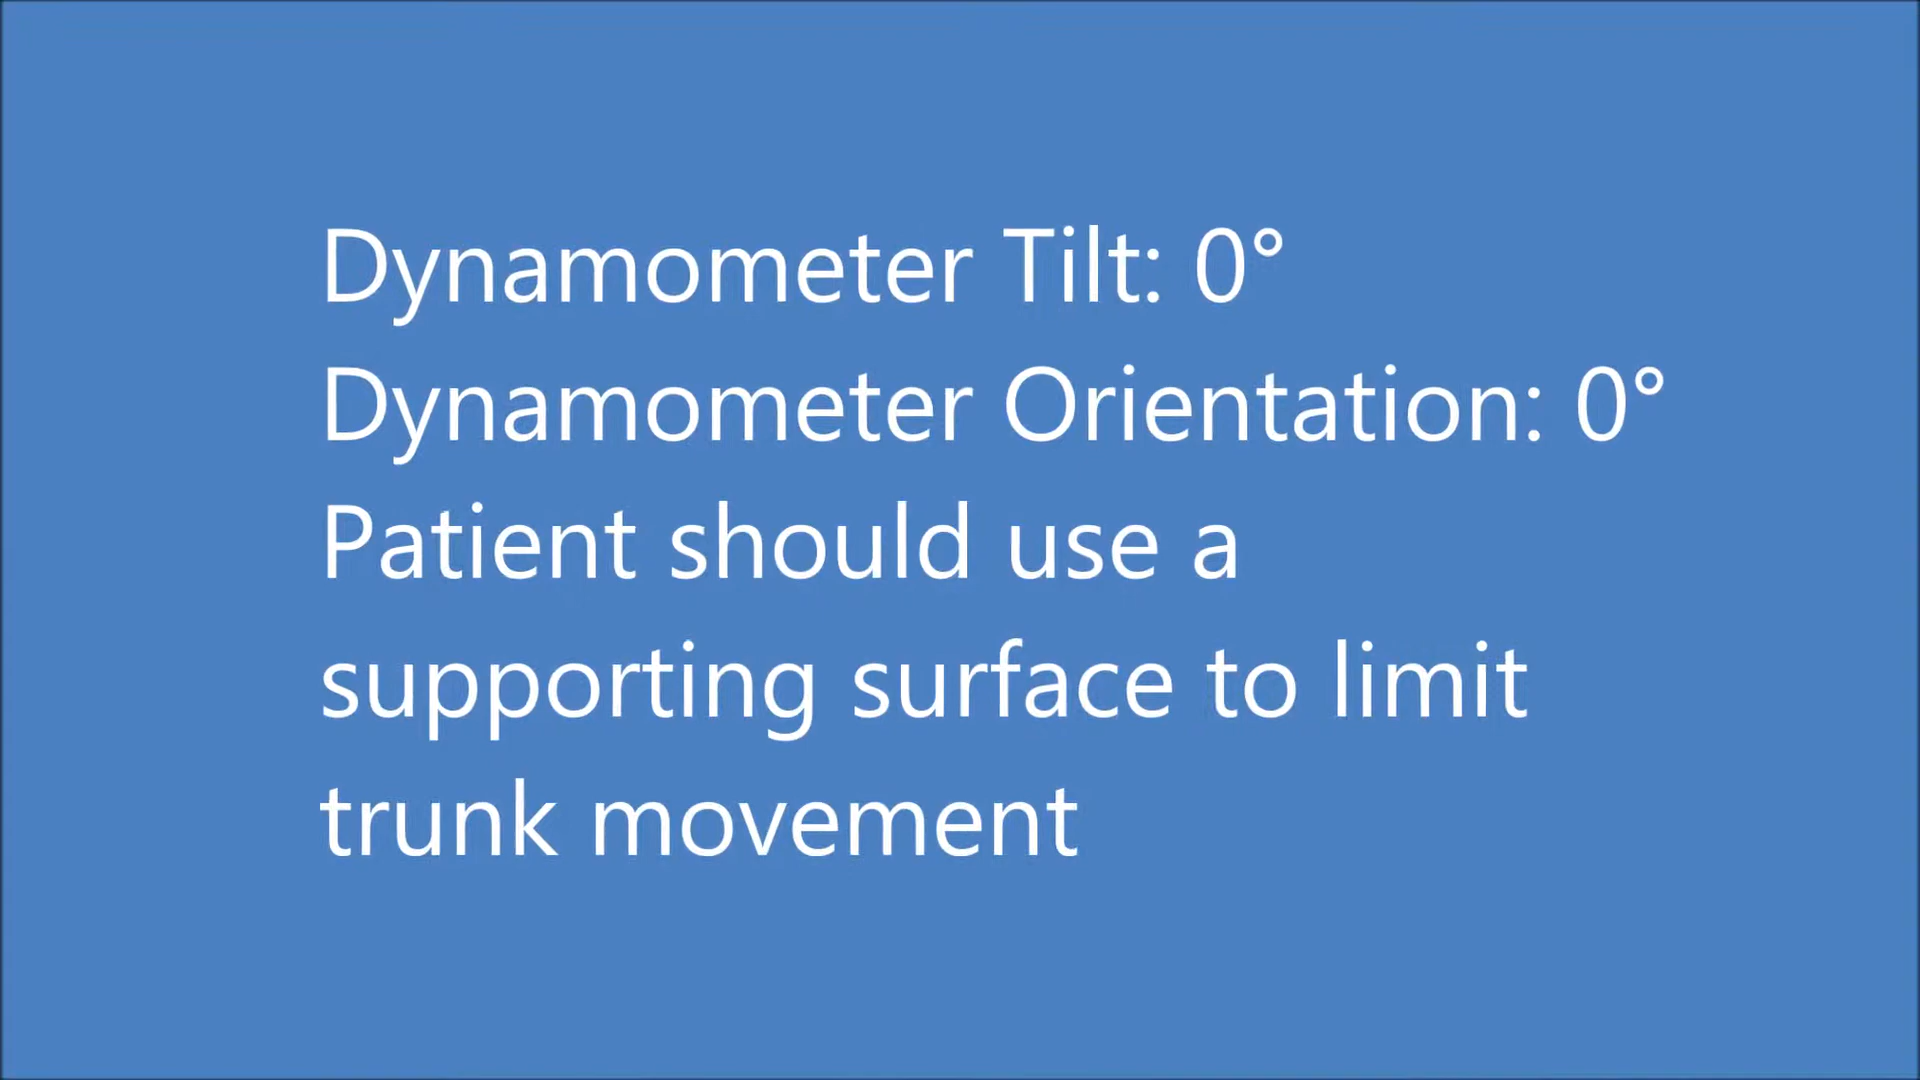 Dynamometer Tilt: 0°
Dynamometer Orientation: 0°
Patient should use a
supporting surface to limit
trunk movement